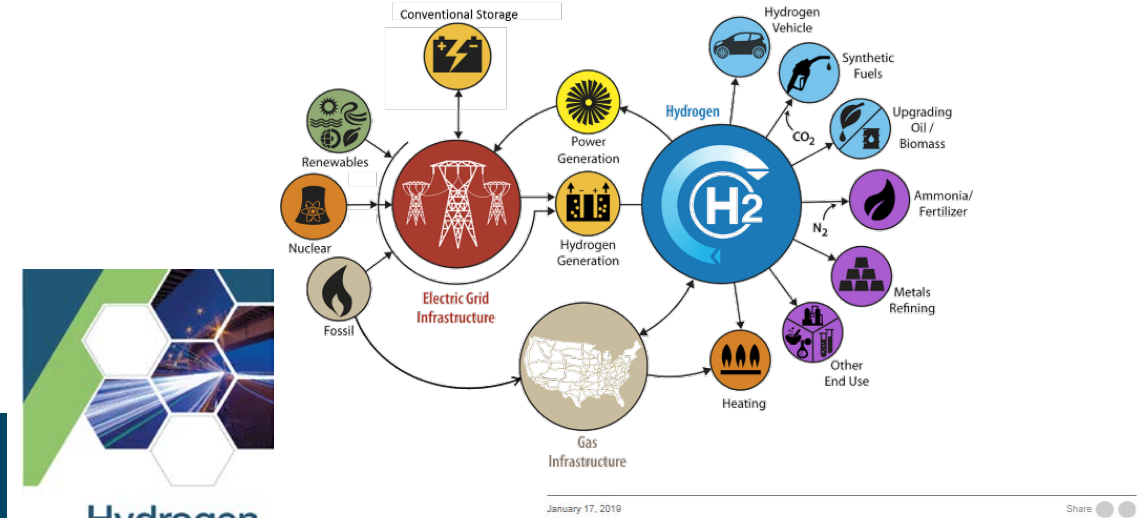 Conventional Storage
Hydrogen
Vehicle
Synthetic
Fuels
Hydrogen
Upgrading
Oil /
Biomass
CO2
Renewables
Power
Generation
H2
Ammonia/
Fertilizer
N2
Nuclear
Hydrogen
Generation
Electric Grid
Infrastructure
Metals
Refining
Fossil
Other
End Use
Heating
Gas
Infrastructure
Hydrogen
January 17, 2019
Share